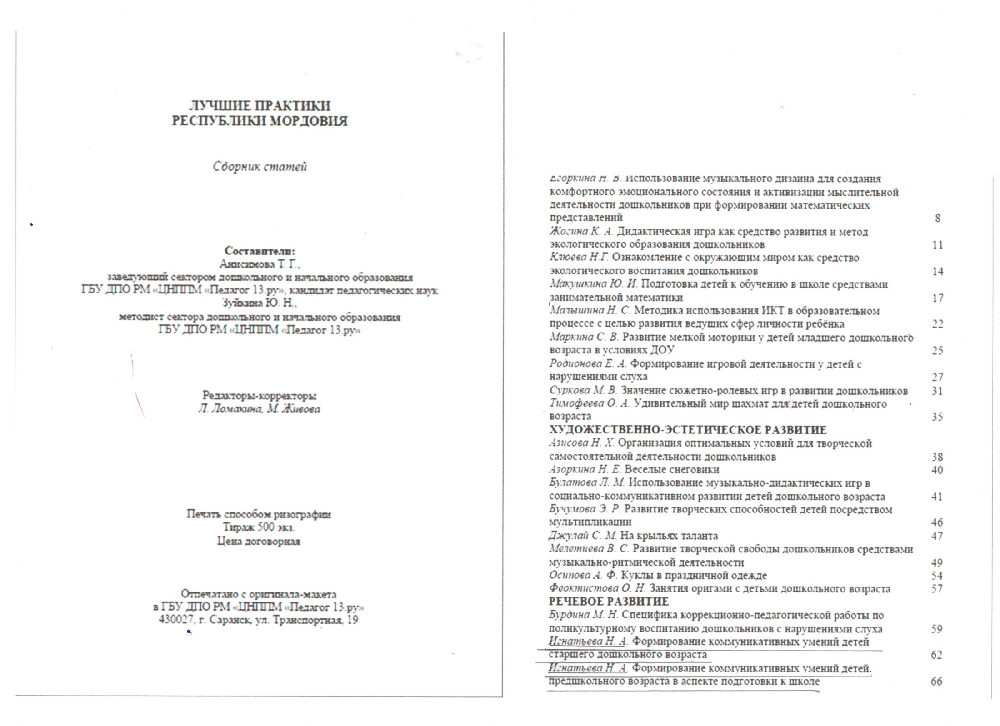 ЛУЧШИЕ ПРАКТИКИ
РЕСПУБЛИКИ МОРДОВИЯ
Сборник статей
Составители:
Анисимова Т. Г.,
заведующий сектором дошкольного и начального образования
ГБУ ДПО РМ «ЦНППМ «Педагог 13.ру», кандидат педагогических наук
Зуйкина Ю. Н.,
методист сектора дошкольного и начального образования
ГБУ ДПО РМ «ЦНППМ «Педагог 13.ру»
Редакторы-корректоры
Л. Ломакина, М. Живова
Печать способом ризографии
Тираж 500 экз.
Цена договорная
Отпечатано с оригинала-макета
в ГБУ ДПО РМ «ЦНППМ «Педагог 13.ру»
430027, г. Саранск, ул. Транспортная, 19
Егоркина Н. В. Использование музыкального дизайна для создания
комфортного эмоционального состояния и активизации мыслительной
деятельности дошкольников при формировании математических
представлений 8
Жогина К. А. Дидактическая игра как средство развития и метод
экологического образования дошкольников 11
Клюева Н.Г. Ознакомление с окружающим миром как средство
экологического воспитания дошкольников 14
Макушкина Ю. И. Подготовка детей к обучению в школе средствами
занимательной математики 17
Малышина Н. С. Методика использования ИКТ в образовательном
процессе с целью развития ведущих сфер личности ребёнка 22
Маркина С. В. Развитие мелкой моторики у детей младшего дошкольного
возраста в условиях ДОУ 25
Родионова Е. А. Формирование игровой деятельности у детей с
нарушениями слуха 27
Суркова М. В. Значение сюжетно-ролевых игр в развитии дошкольников 31
Тимофеева О. А. Удивительный мир шахмат для детей дошкольного
возраста 35
ХУДОЖЕСТВЕННО-ЭСТЕТИЧЕСКОЕ РАЗВИТИЕ
Азисова Н. Х. Организация оптимальных условий для творческой
самостоятельной деятельности дошкольников 38
Азоркина Н. Е. Веселые снеговики 40
Булатова Л. М. Использование музыкально-дидактических игр в
социально-коммуникативном развитии детей дошкольного возраста 41
Бучумова Э. Р. Развитие творческих способностей детей посредством
мультипликации 46
Джулай С. М. На крыльях таланта 47
Мелетиева В. С. Развитие творческой свободы дошкольников средствами
музыкально-ритмической деятельности 49
Осипова А. Ф. Куклы в праздничной одежде 54
Феоктистова О. Н. Занятия оригами с детьми дошкольного возраста 57
РЕЧЕВОЕ РАЗВИТИЕ
Бурдина М. Н. Специфика коррекционно-педагогической работы по
поликультурному воспитанию дошкольников с нарушениями слуха 59
Игнатьева Н. А. Формирование коммуникативных умений детей
старшего дошкольного возраста 62
Игнатьева Н. А. Формирование коммуникативных умений детей
предшкольного возраста в аспекте подготовки к школе 66